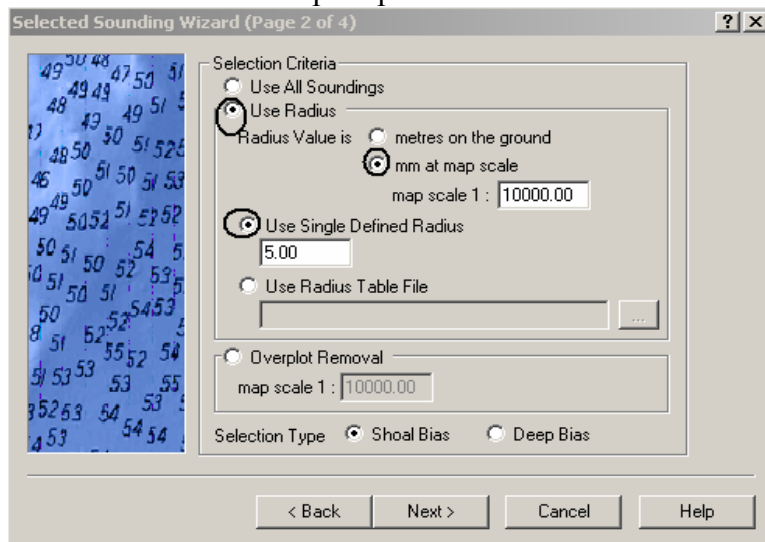 Selected Sounding Wizard (Page 2 of 4)
Selection Criteria
Use All Soundings
Use Radius
Radius Value is metres on the ground
mm at map scale
map scale 1 : 10000.00
Use Single Defined Radius
5.00
Use Radius Table File
...
Overplot Removal
map scale 1 : 10000.00
Selection Type Shoal Bias Deep Bias
< Back Next > Cancel Help